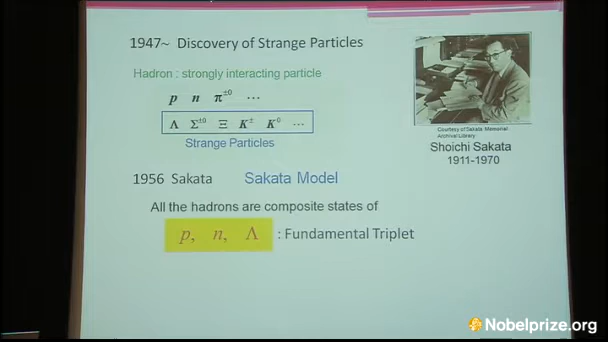 1947~ Discovery of Strange Particles
Hadron : strongly interacting particle
p n π±0 ...
Λ Σ±0 Ξ K± K0 ...
Strange Particles
Courtesy of Sakata Memorial
Archival Library
Shoichi Sakata
1911-1970
1956 Sakata Sakata Model
All the hadrons are composite states of
p, n, Λ : Fundamental Triplet
Nobelprize.org